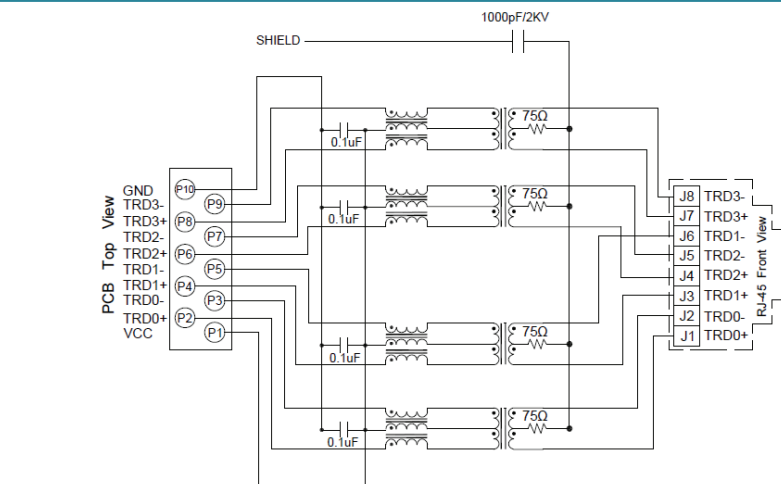 1000pF/2KV
SHIELD
75Ω
0.1uF
75Ω
0.1uF
75Ω
0.1uF
75Ω
0.1uF
PCB Top View
GND P10
TRD3- P9
TRD3+ P8
TRD2- P7
TRD2+ P6
TRD1- P5
TRD1+ P4
TRD0- P3
TRD0+ P2
VCC P1
J8 TRD3-
J7 TRD3+
J6 TRD1-
J5 TRD2-
J4 TRD2+
J3 TRD1+
J2 TRD0-
J1 TRD0+
RJ-45 Front View